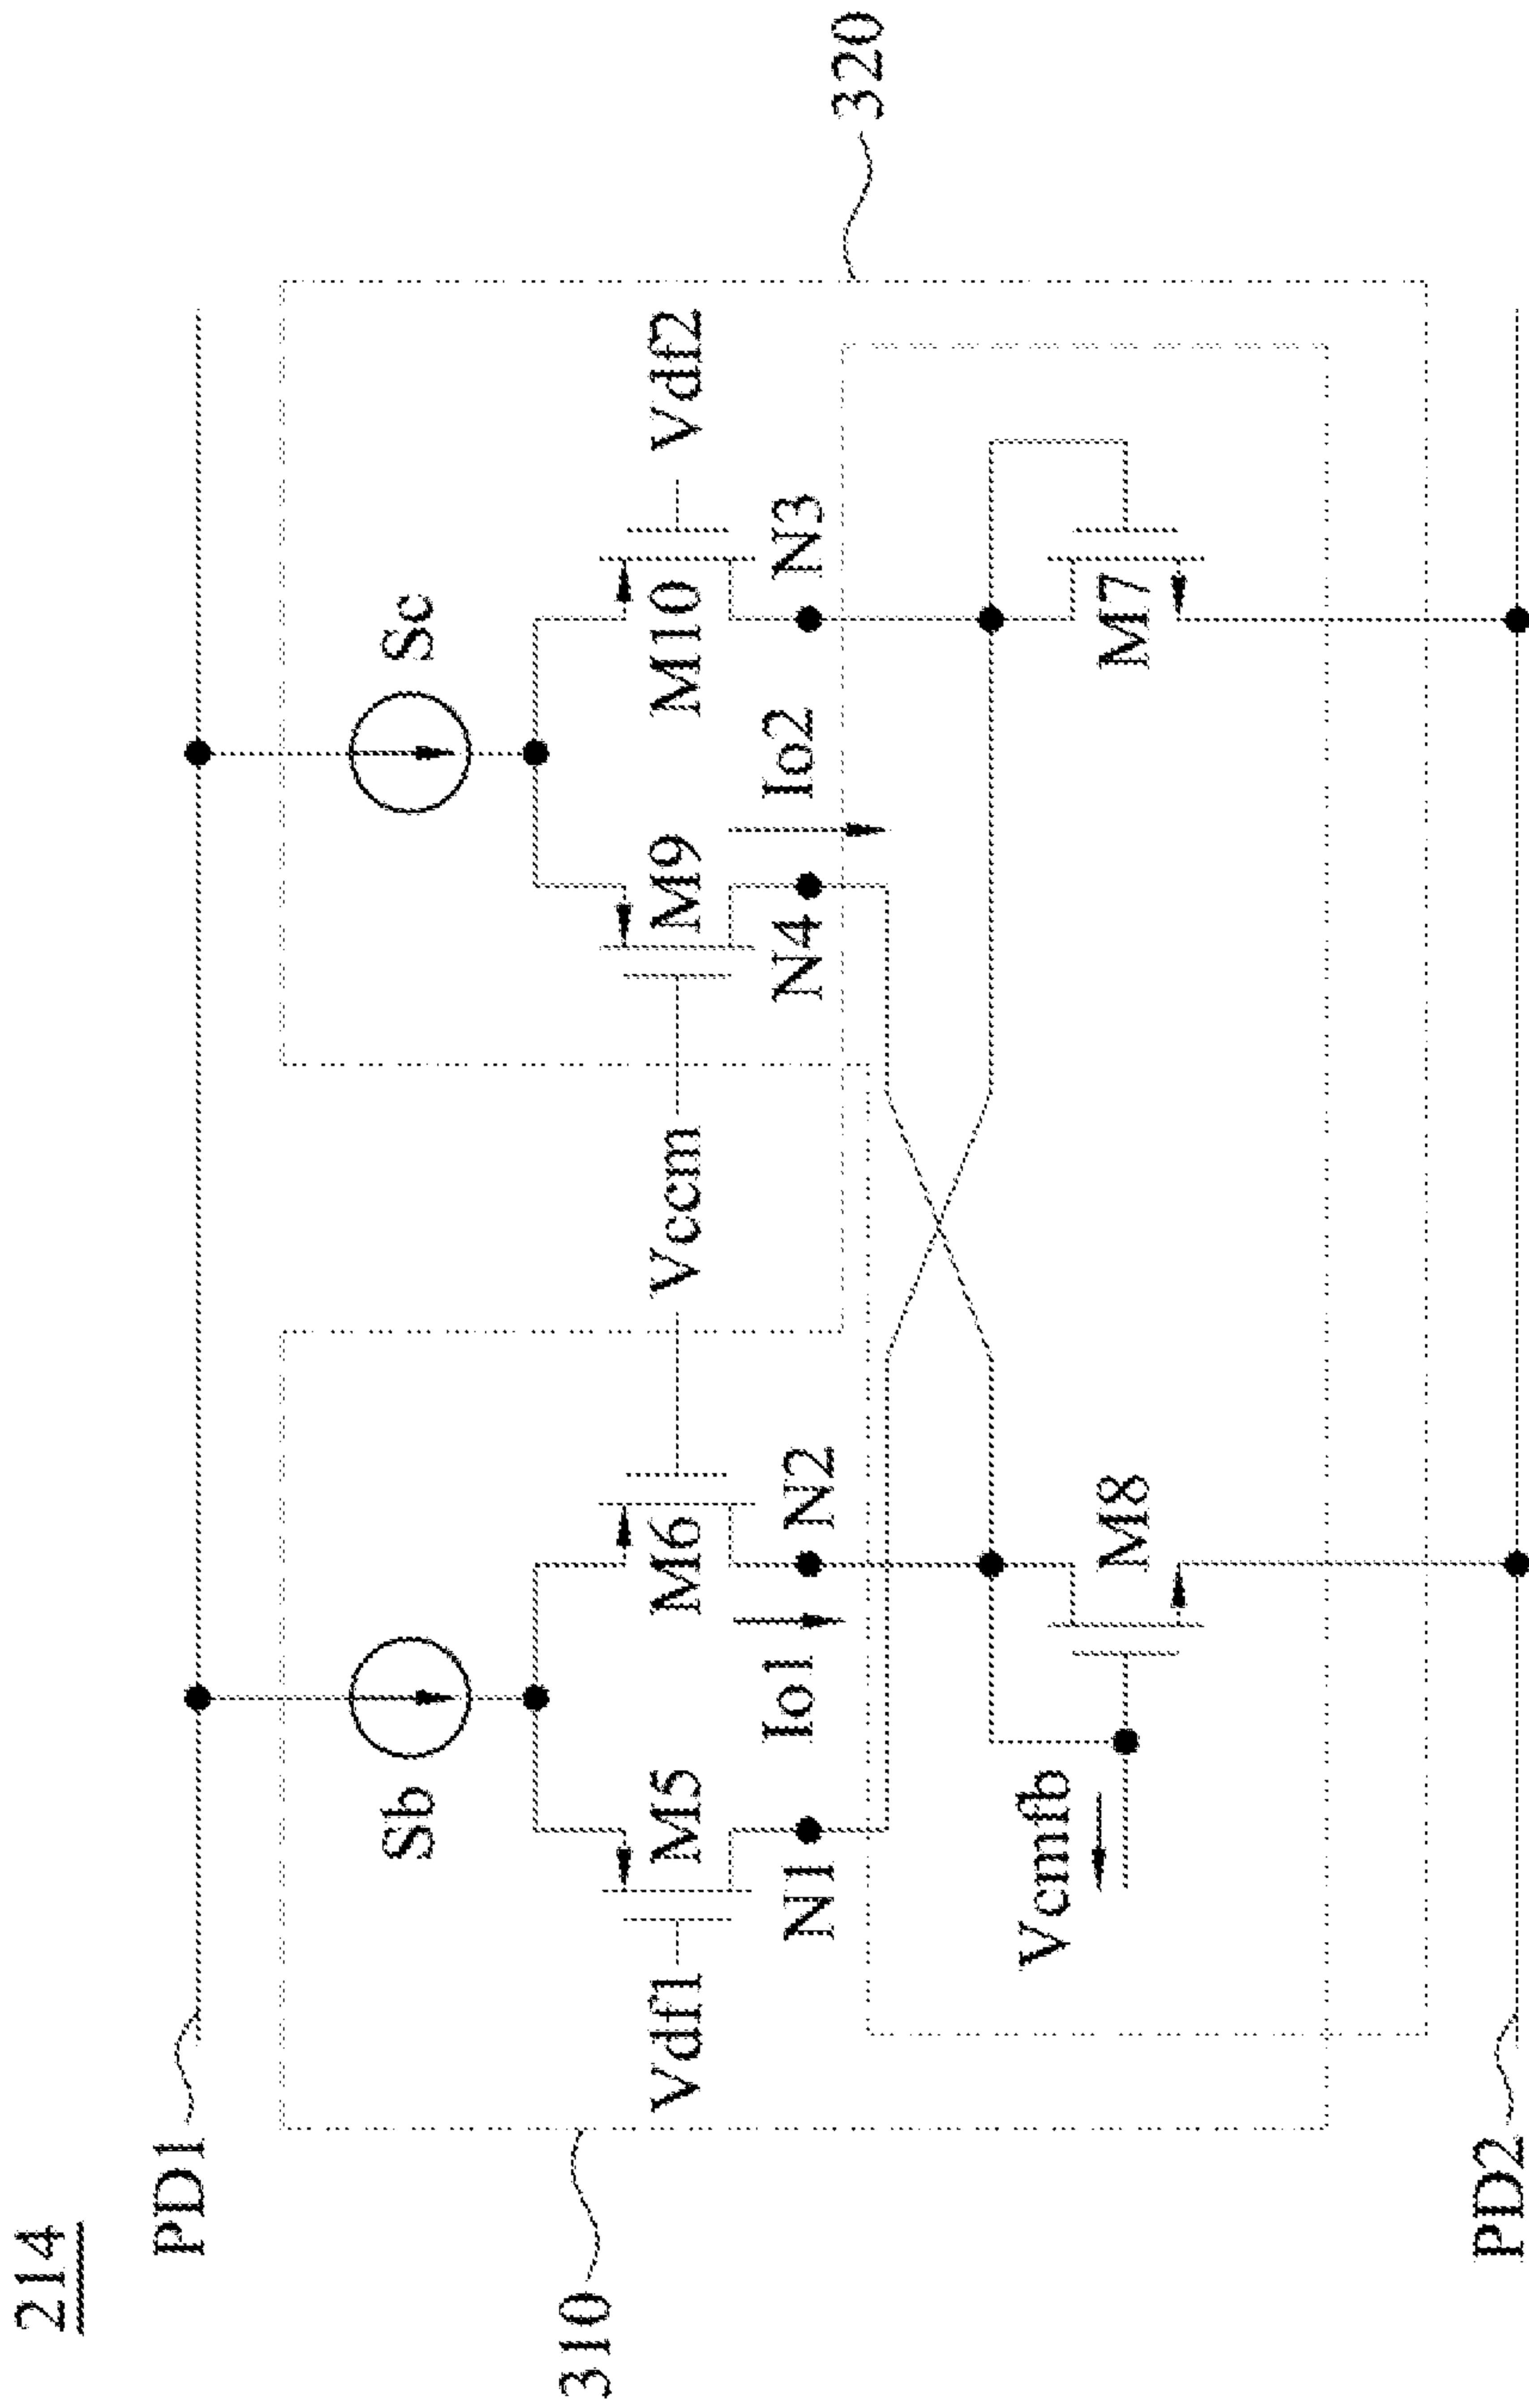 214
PD1
Sb
Sc
310
320
Vdf1
M5
M6
Vccm
M9
M10
Vdf2
N1
Io1
N2
N4
Io2
N3
Vcmfb
M8
M7
PD2